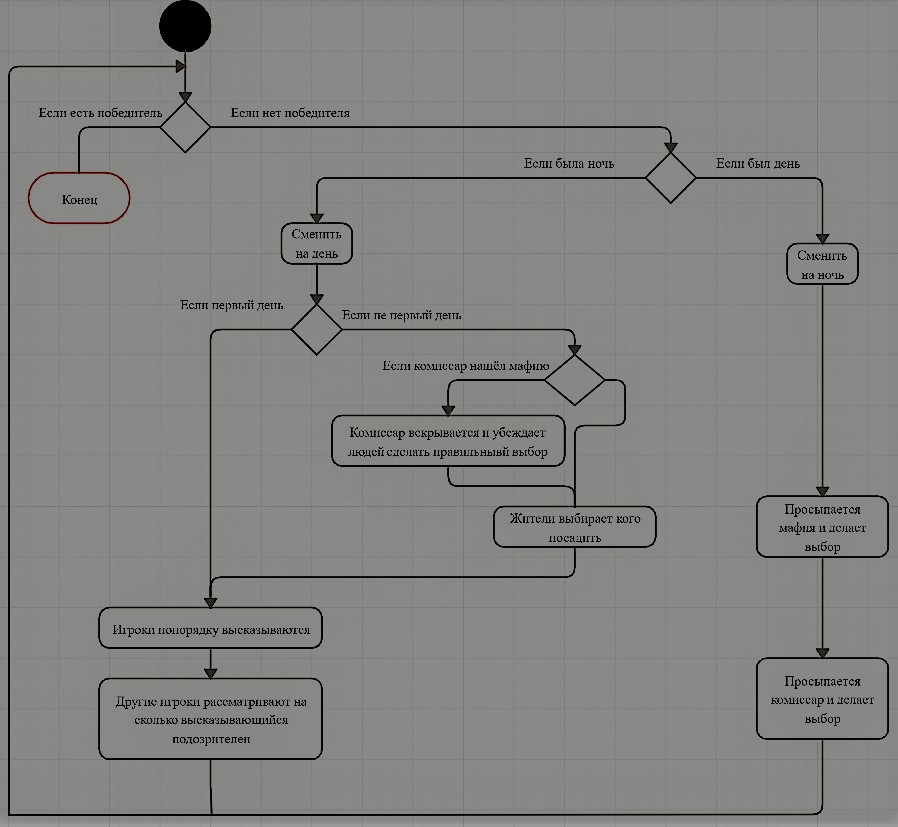 Если есть победитель
Если нет победителя
Если была ночь
Если был день
Конец
Сменить
на день
Сменить
на ночь
Если первый день
Если не первый день
Если комиссар нашёл мафию
Комиссар вскрывается и убеждает
людей сделать правильнывй выбор
Жители выбирает кого
посадить
Просыпается
мафия и делает
выбор
Игроки попорядку высказываются
Другие игроки рассматривают на
сколько высказывающийся
подозрителен
Просыпается
комиссар и делает
выбор